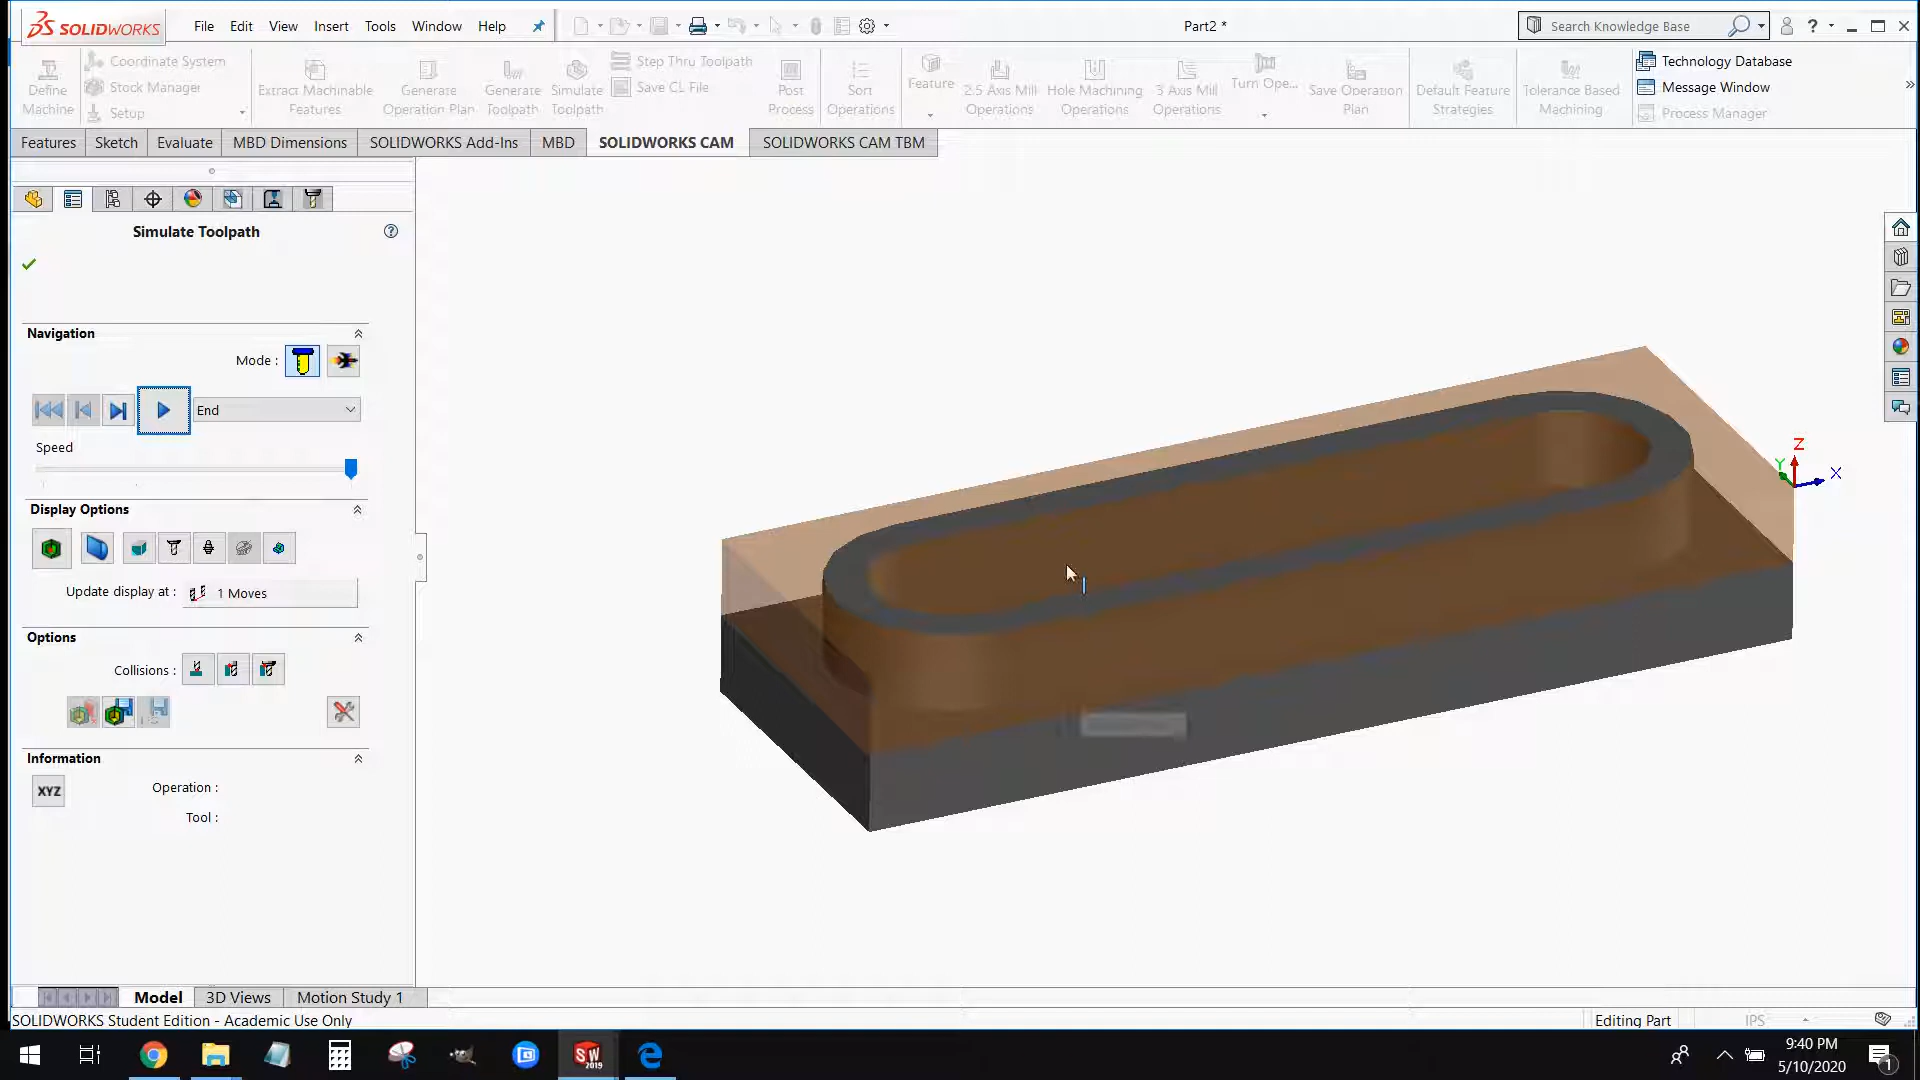 SOLIDWORKS File Edit View Insert Tools Window Help Part2 * Search Knowledge Base ?
Define Machine
Coordinate System
Stock Manager
Setup
Extract Machinable Features
Generate Operation Plan
Generate Toolpath
Simulate Toolpath
Step Thru Toolpath
Save CL File
Post Process
Sort Operations
Feature
2.5 Axis Mill Operations
Hole Machining Operations
3 Axis Mill Operations
Turn Ope...
Save Operation Plan
Default Feature Strategies
Tolerance Based Machining
Technology Database
Message Window
Process Manager
Features Sketch Evaluate MBD Dimensions SOLIDWORKS Add-Ins MBD SOLIDWORKS CAM SOLIDWORKS CAM TBM
Simulate Toolpath
Navigation
Mode :
End
Speed
Display Options
Update display at : 1 Moves
Options
Collisions :
Information
XYZ
Operation :
Tool :
Z
Y
X
Model 3D Views Motion Study 1
SOLIDWORKS Student Edition - Academic Use Only Editing Part IPS
SW 2019
9:40 PM
5/10/2020
1